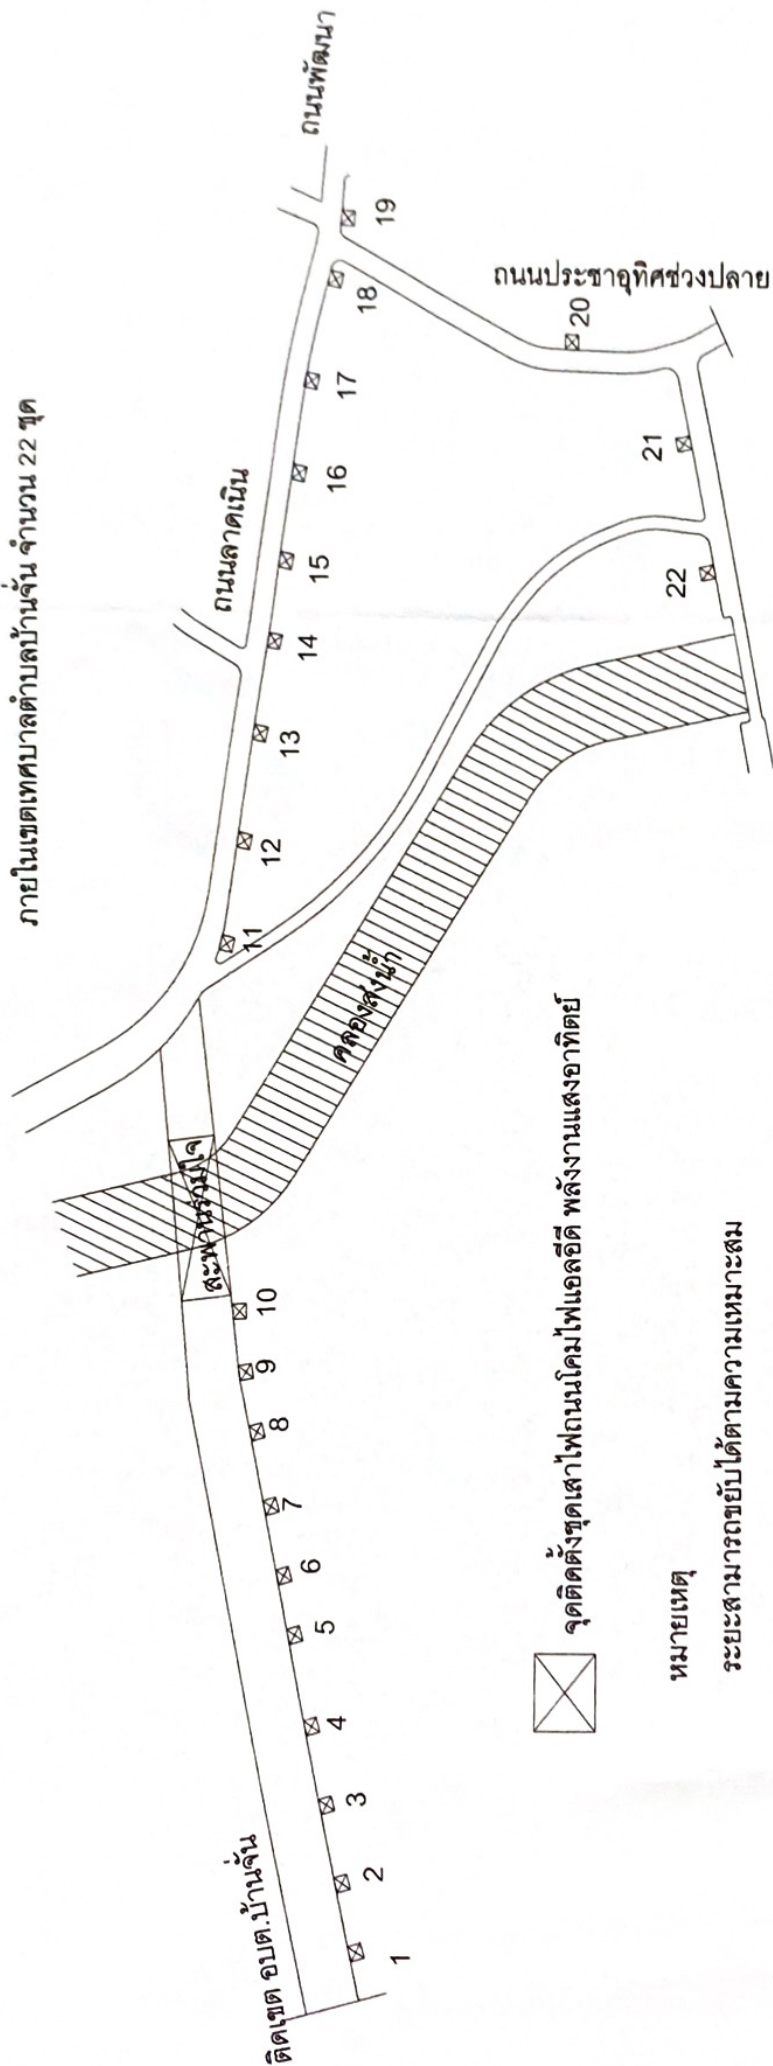 ภายในเขตเทศบาลตำบลบ้านจั่น จำนวน 22 ชุด
ติดเขต อบต.บ้านจั่น
1
2
3
4
5
6
7
8
9
10
สะพานร่วมใจ
คลองส่งน้ำ
11
12
13
14
ถนนลาดเนิน
15
16
17
18
19
ถนนพัฒนา
ถนนประชาอุทิศช่วงปลาย
20
21
22
จุดติดตั้งชุดเสาไฟถนนโคมไฟแอลอีดี พลังงานแสงอาทิตย์
หมายเหตุ
ระยะสามารถขยับได้ตามความเหมาะสม